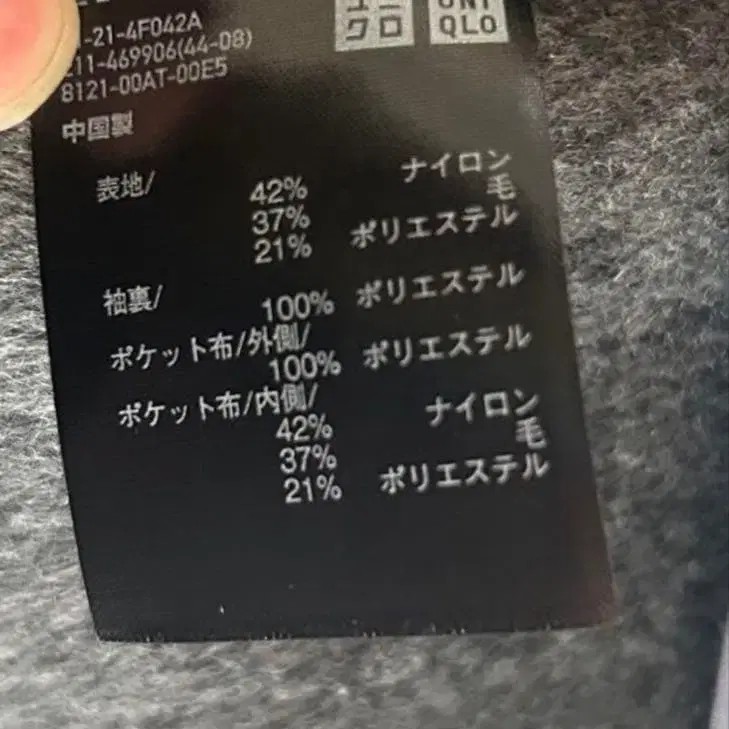 ユニ
クロ
UNI
QLO
-21-4F042A
211-469906(44-08)
8121-00AT-00E5
中国製
表地/
42% ナイロン
37% 毛
21% ポリエステル
袖裏/
100% ポリエステル
ポケット布/外側/
100% ポリエステル
ポケット布/内側/
42% ナイロン
37% 毛
21% ポリエステル